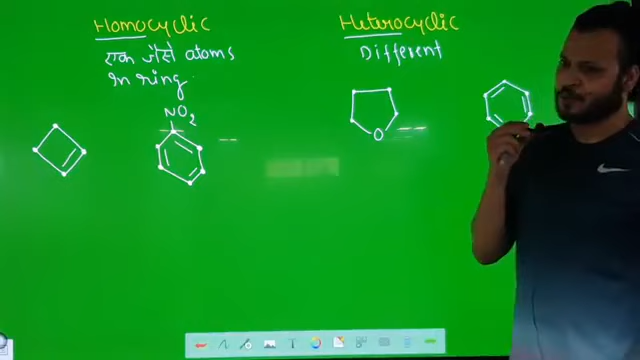 Homocyclic
एक जैसे atoms
in ring
NO2
Heterocyclic
Different
O